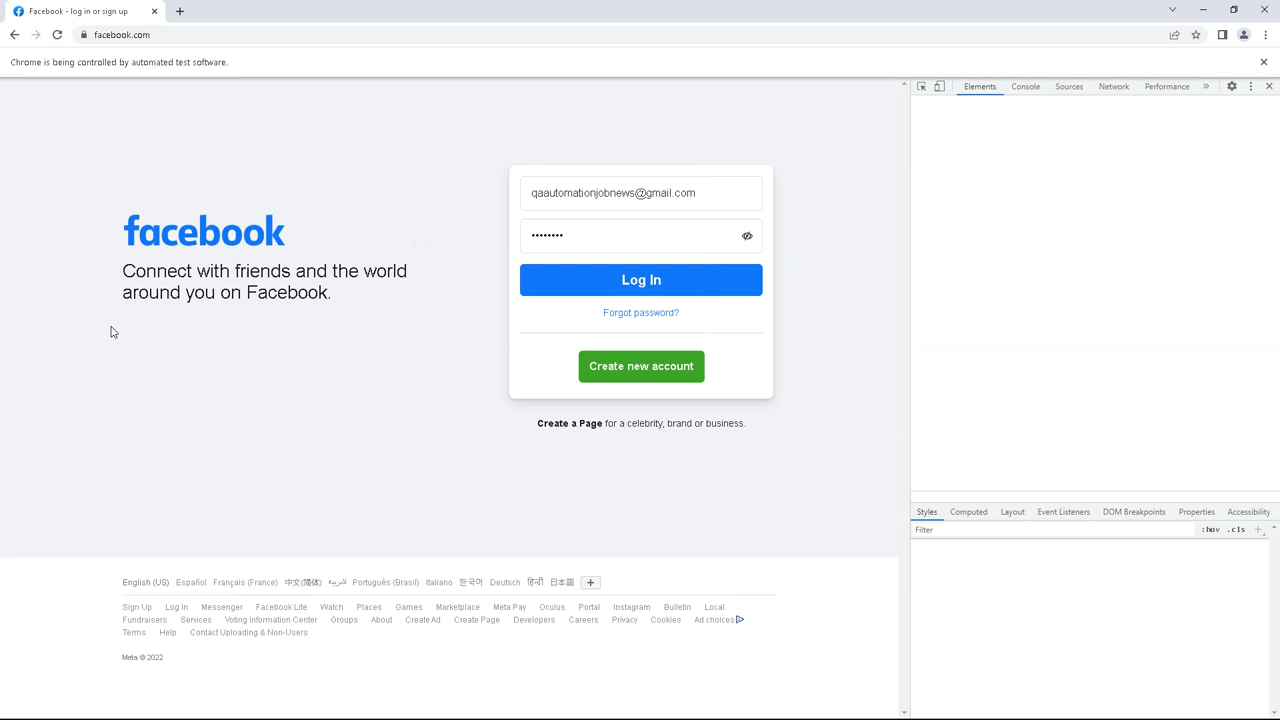 Facebook - log in or sign up
facebook.com
Chrome is being controlled by automated test software.
Elements Console Sources Network Performance »
qaautomationjobnews@gmail.com
••••••••
facebook
Connect with friends and the world
around you on Facebook.
Log In
Forgot password?
Create new account
Create a Page for a celebrity, brand or business.
Styles Computed Layout Event Listeners DOM Breakpoints Properties Accessibility
Filter :hov .cls +
English (US) Español Français (France) 中文(简体) العربية Português (Brasil) Italiano 한국어 Deutsch हिन्दी 日本語 +
Sign Up Log In Messenger Facebook Lite Watch Places Games Marketplace Meta Pay Oculus Portal Instagram Bulletin Local
Fundraisers Services Voting Information Center Groups About Create Ad Create Page Developers Careers Privacy Cookies Ad choices
Terms Help Contact Uploading & Non-Users
Meta © 2022